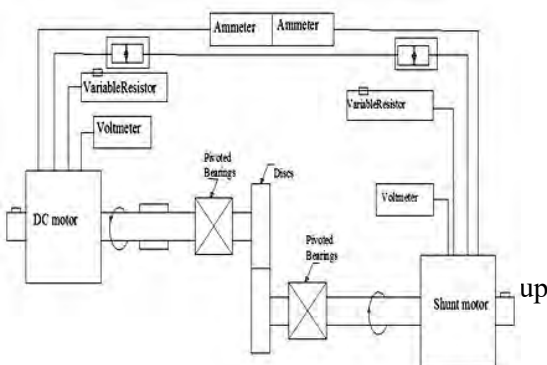 Ammeter Ammeter
VariableResistor
VariableResistor
Voltmeter
Pivoted
Bearings
Discs
Voltmeter
DC motor
Pivoted
Bearings
Shunt motor
up